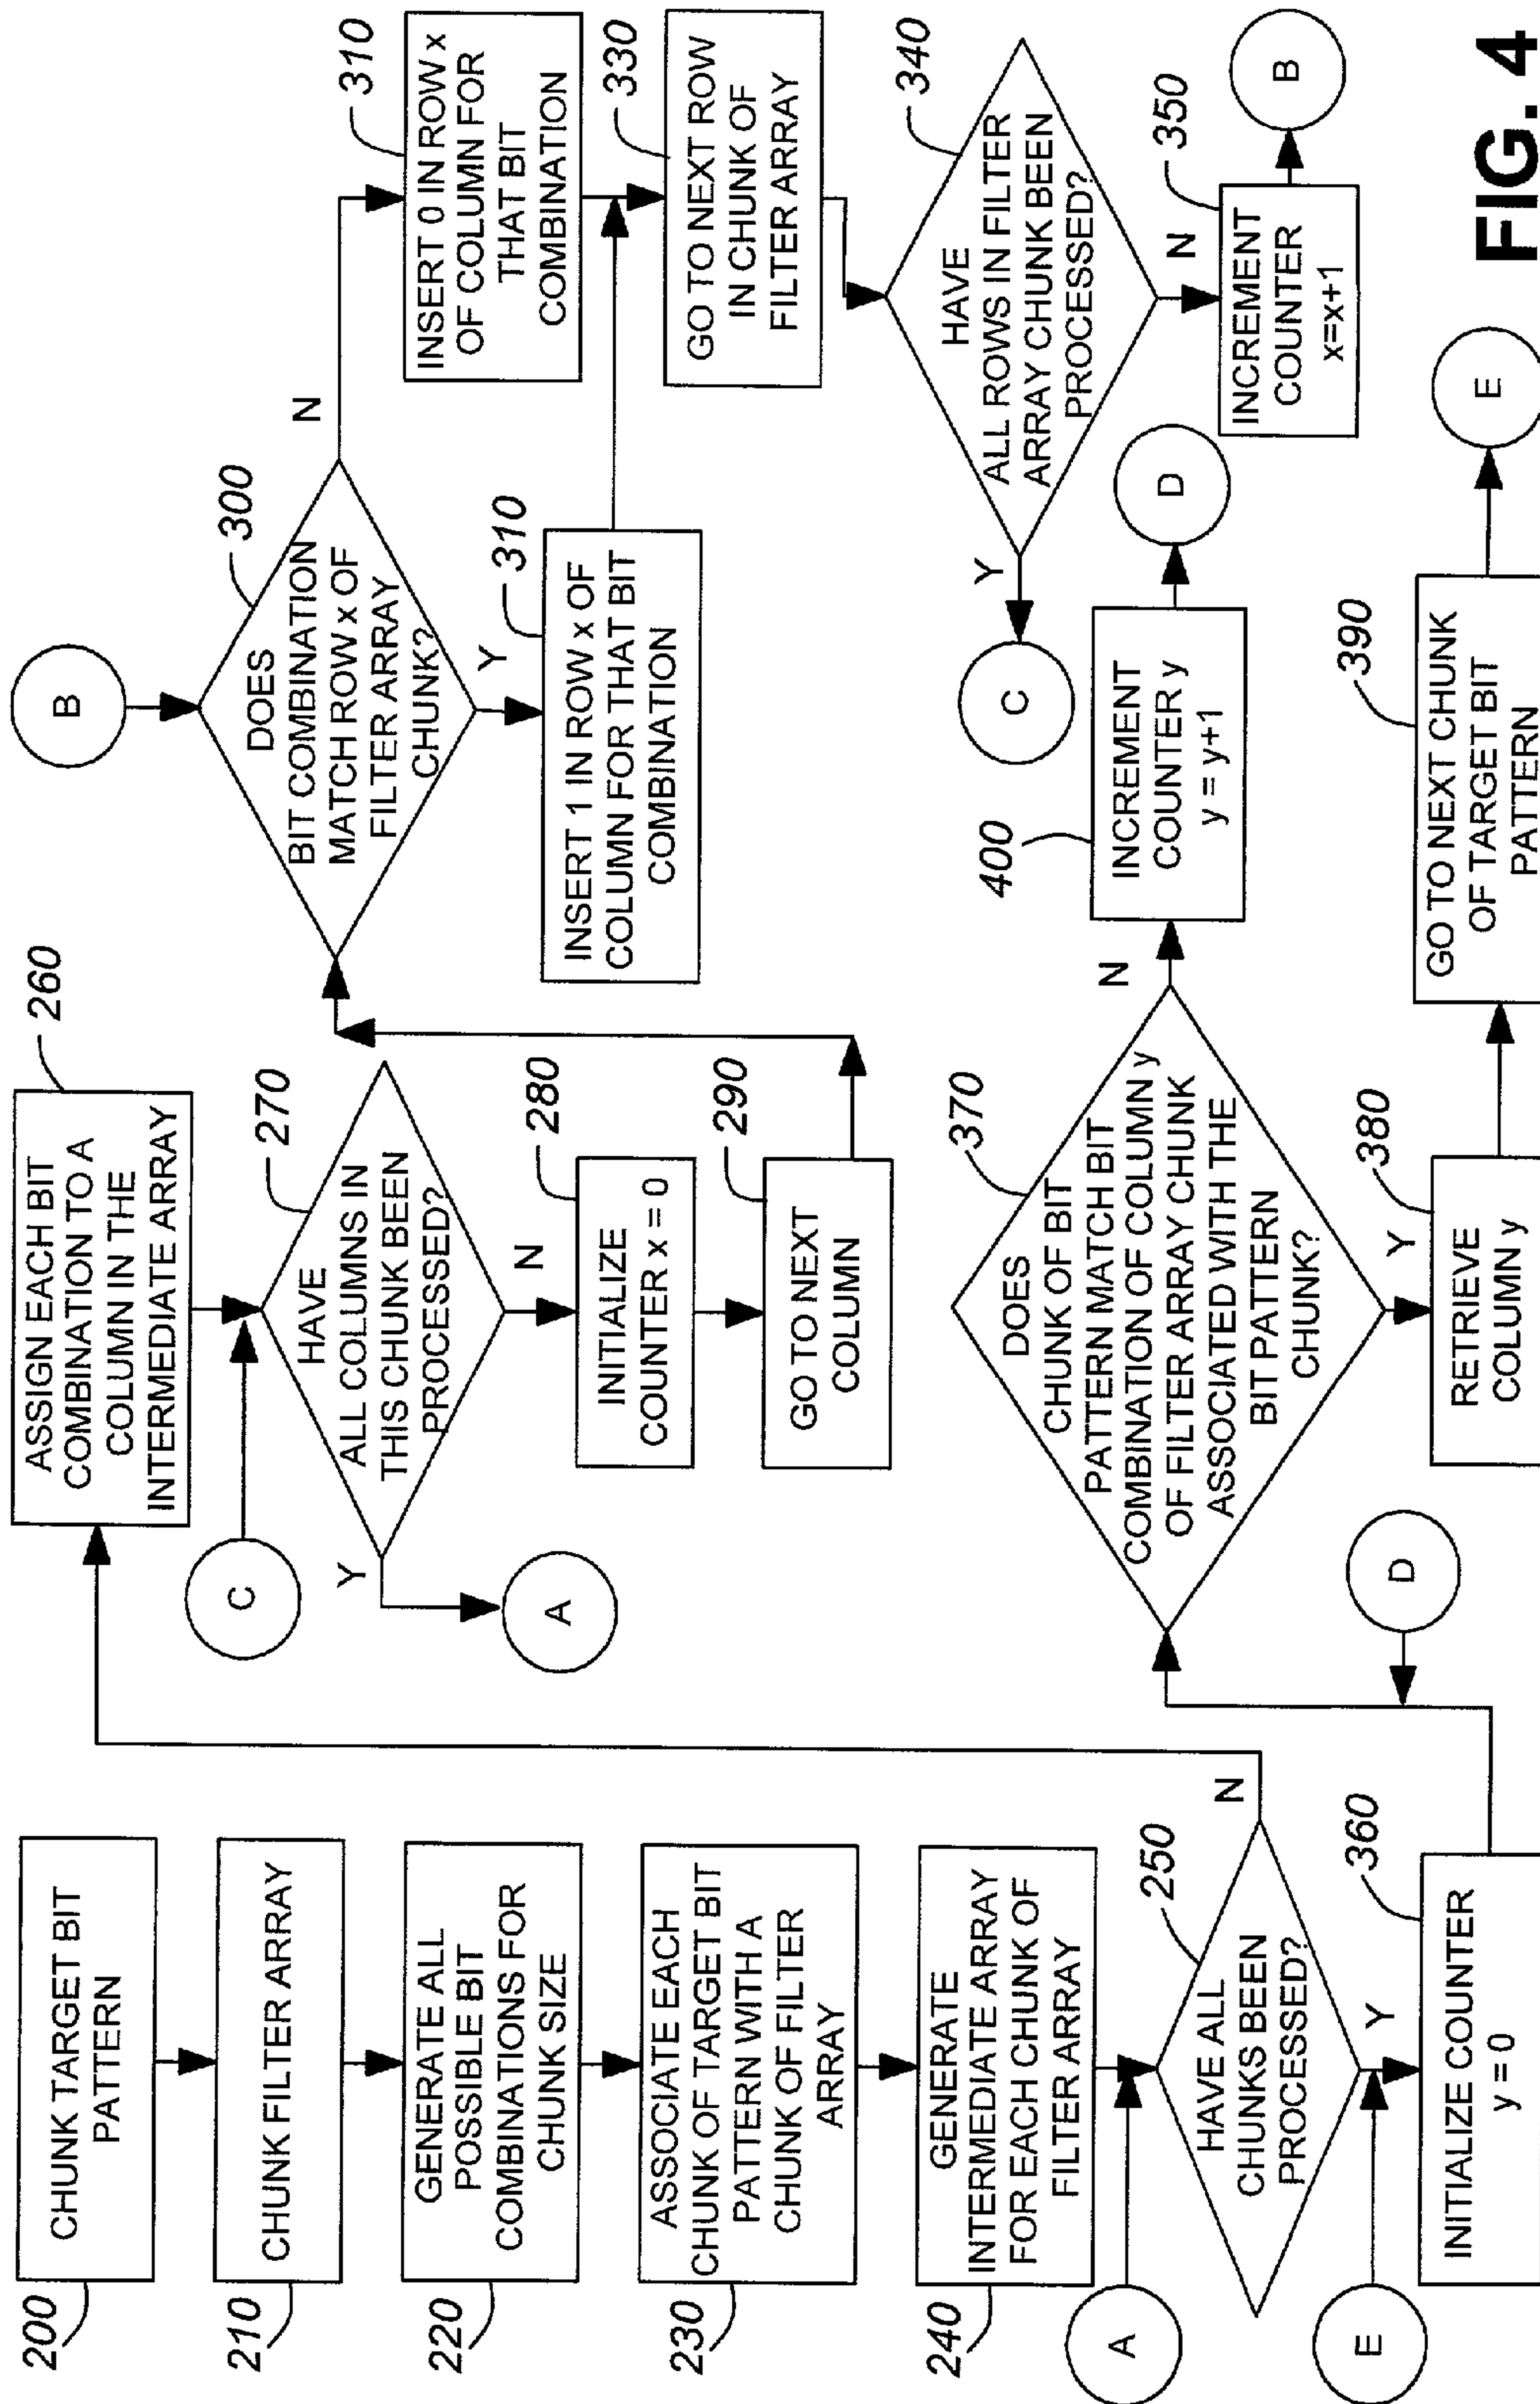 200
CHUNK TARGET BIT
PATTERN
210
CHUNK FILTER ARRAY
220
GENERATE ALL
POSSIBLE BIT
COMBINATIONS FOR
CHUNK SIZE
230
ASSOCIATE EACH
CHUNK OF TARGET BIT
PATTERN WITH A
CHUNK OF FILTER
ARRAY
240
GENERATE
INTERMEDIATE ARRAY
FOR EACH CHUNK OF
FILTER ARRAY
A
250
HAVE ALL
CHUNKS BEEN
PROCESSED?
N
Y
E
360
INITIALIZE COUNTER
y = 0
260
ASSIGN EACH BIT
COMBINATION TO A
COLUMN IN THE
INTERMEDIATE ARRAY
C
270
HAVE
ALL COLUMNS IN
THIS CHUNK BEEN
PROCESSED?
Y
A
N
280
INITIALIZE
COUNTER x = 0
290
GO TO NEXT
COLUMN
B
300
DOES
BIT COMBINATION
MATCH ROW x OF
FILTER ARRAY
CHUNK?
N
Y
310
INSERT 1 IN ROW x OF
COLUMN FOR THAT BIT
COMBINATION
310
INSERT 0 IN ROW x
OF COLUMN FOR
THAT BIT
COMBINATION
330
GO TO NEXT ROW
IN CHUNK OF
FILTER ARRAY
340
HAVE
ALL ROWS IN FILTER
ARRAY CHUNK BEEN
PROCESSED?
Y
C
N
350
INCREMENT
COUNTER
x=x+1
B
370
DOES
CHUNK OF BIT
PATTERN MATCH BIT
COMBINATION OF COLUMN y
OF FILTER ARRAY CHUNK
ASSOCIATED WITH THE
BIT PATTERN
CHUNK?
D
N
400
INCREMENT
COUNTER y
y = y+1
D
Y
380
RETRIEVE
COLUMN y
390
GO TO NEXT CHUNK
OF TARGET BIT
PATTERN
E
FIG. 4